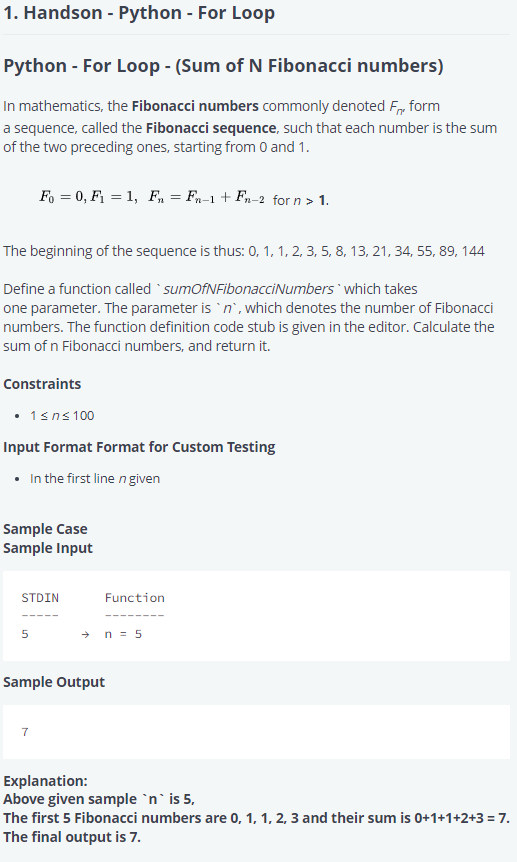 1. Handson - Python - For Loop
Python - For Loop - (Sum of N Fibonacci numbers)
In mathematics, the Fibonacci numbers commonly denoted Fn, form
a sequence, called the Fibonacci sequence, such that each number is the sum
of the two preceding ones, starting from 0 and 1.
F0 = 0, F1 = 1, Fn = Fn−1 + Fn−2 for n > 1.
The beginning of the sequence is thus: 0, 1, 1, 2, 3, 5, 8, 13, 21, 34, 55, 89, 144
Define a function called `sumOfNFibonacciNumbers ` which takes
one parameter. The parameter is `n`, which denotes the number of Fibonacci
numbers. The function definition code stub is given in the editor. Calculate the
sum of n Fibonacci numbers, and return it.
Constraints
• 1 ≤ n ≤ 100
Input Format Format for Custom Testing
• In the first line n given
Sample Case
Sample Input
STDIN Function
----- --------
5 → n = 5
Sample Output
7
Explanation:
Above given sample `n` is 5,
The first 5 Fibonacci numbers are 0, 1, 1, 2, 3 and their sum is 0+1+1+2+3 = 7.
The final output is 7.